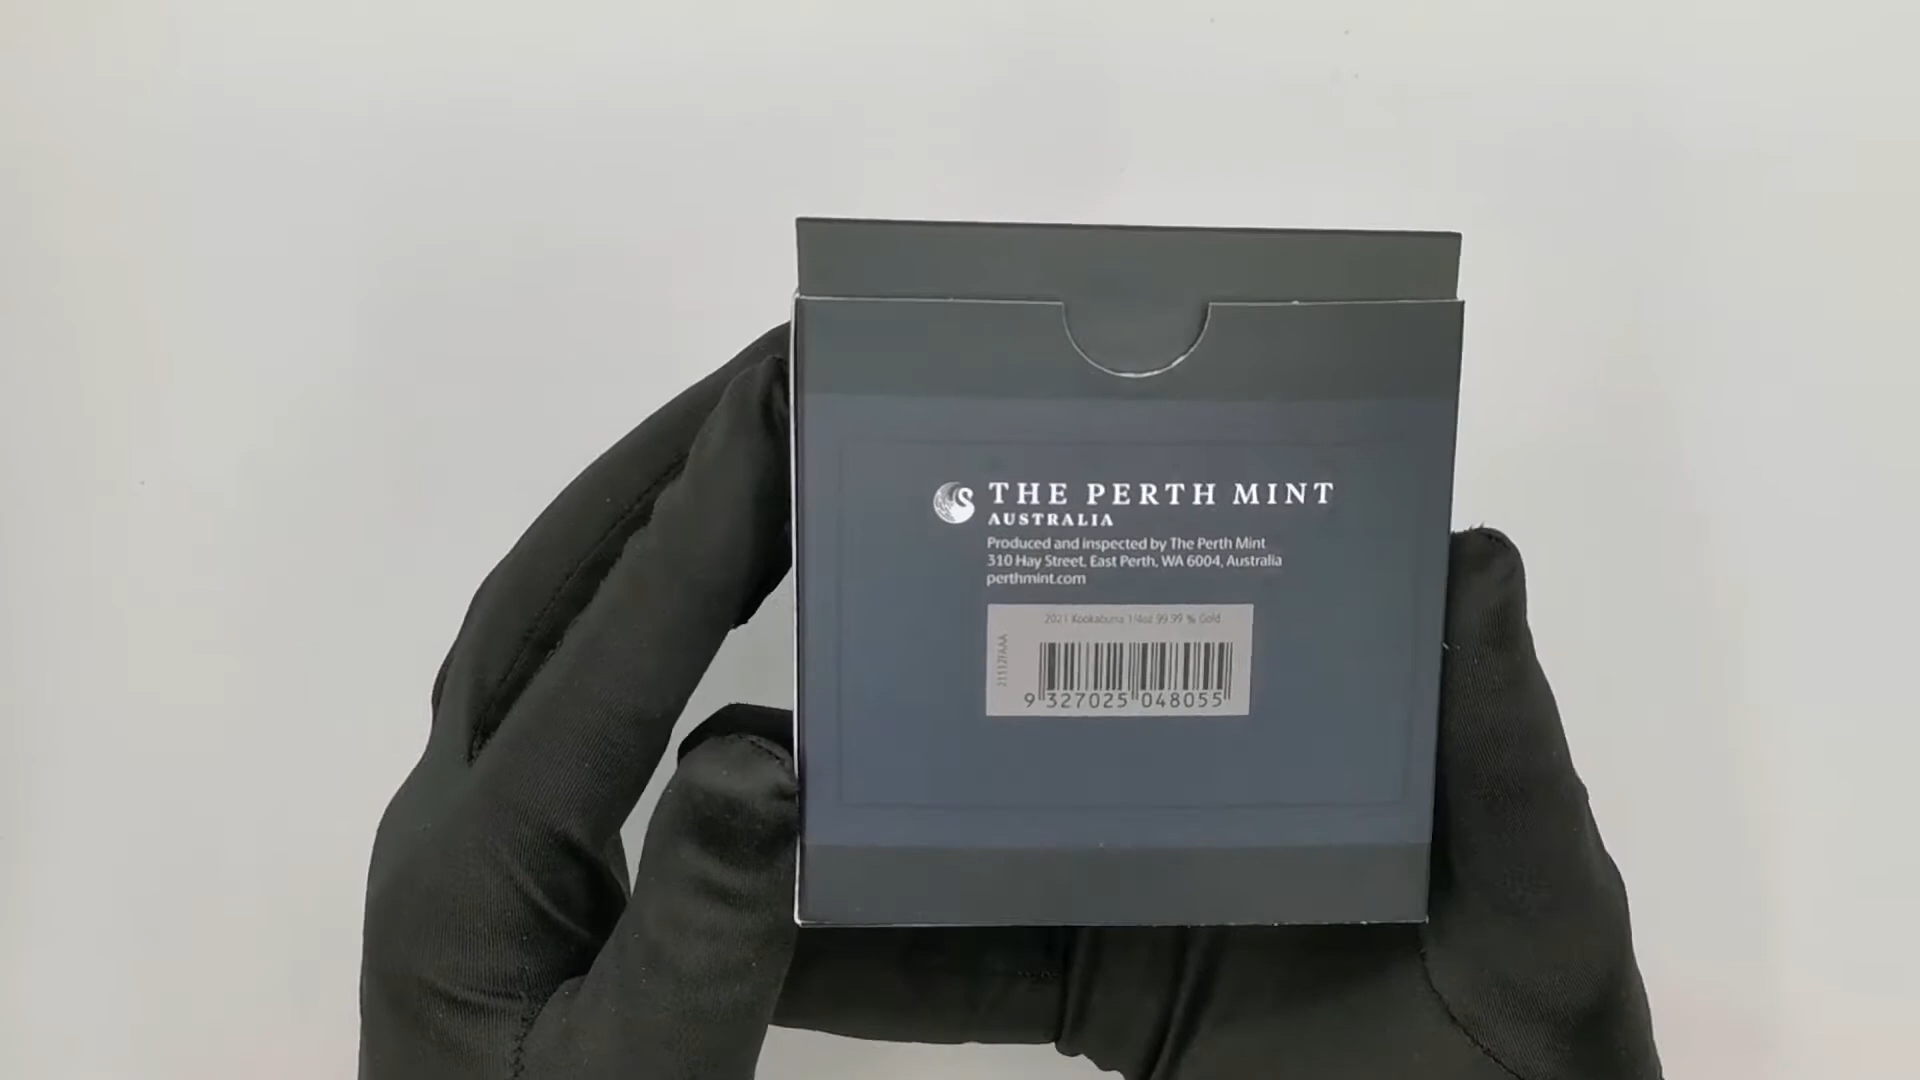 THE PERTH MINT
AUSTRALIA
Produced and inspected by The Perth Mint
310 Hay Street, East Perth, WA 6004, Australia
perthmint.com
2021 Kookaburra 1/4oz 99.99 % Gold
21112FAAA
9 327025 048055